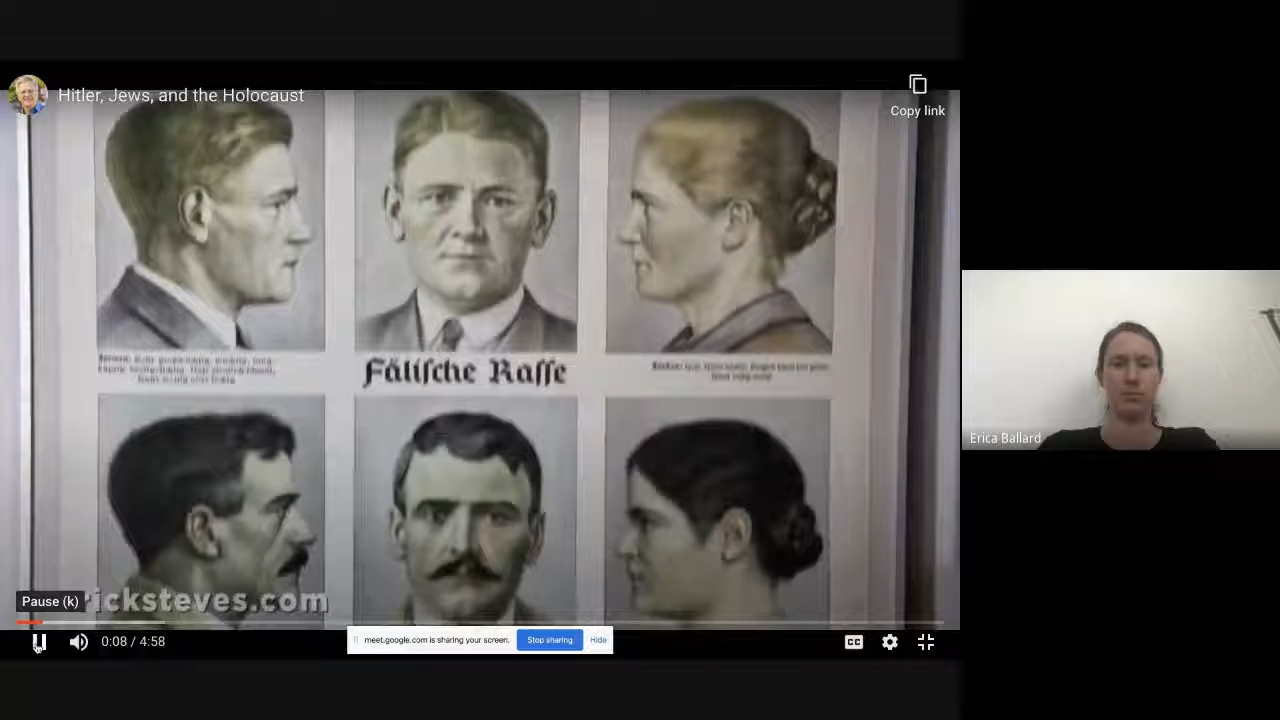 Hitler, Jews, and the Holocaust
Copy link
Fälische Rasse
Erica Ballard
Pause (k)
ricksteves.com
meet.google.com is sharing your screen.
Stop sharing
Hide
0:08 / 4:58
CC